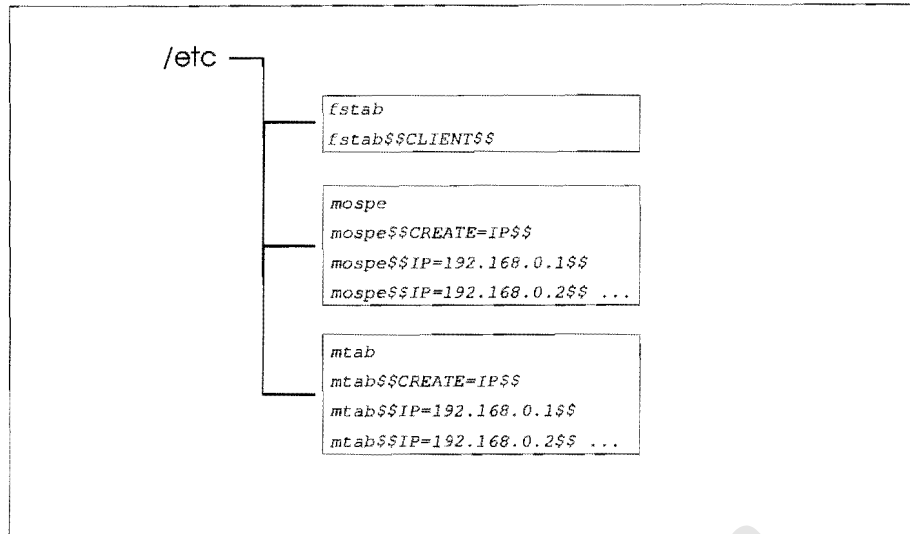 /etc
fstab
fstab$$CLIENT$$
mospe
mospe$$CREATE=IP$$
mospe$$IP=192.168.0.1$$
mospe$$IP=192.168.0.2$$ ...
mtab
mtab$$CREATE=IP$$
mtab$$IP=192.168.0.1$$
mtab$$IP=192.168.0.2$$ ...